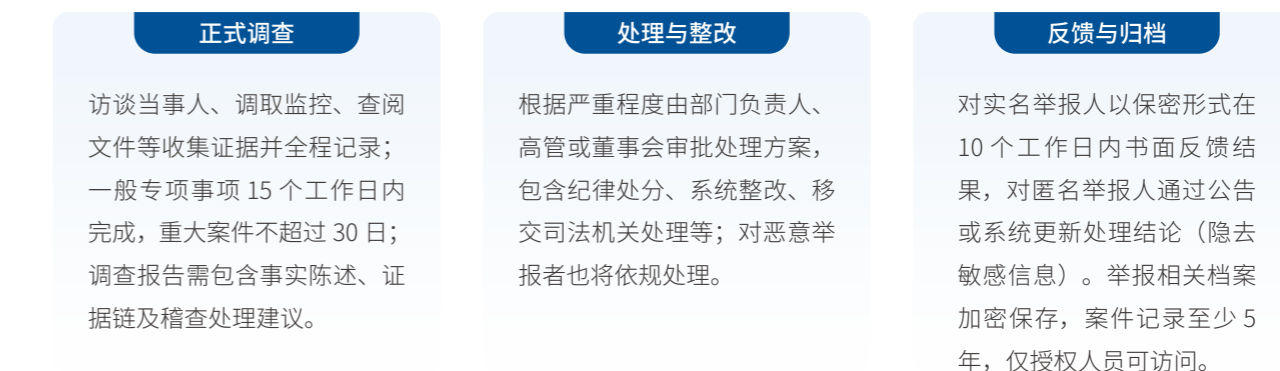 正式调查
访谈当事人、调取监控、查阅
文件等收集证据并全程记录；
一般专项事项 15 个工作日内
完成，重大案件不超过 30 日；
调查报告需包含事实陈述、证
据链及稽查处理建议。
处理与整改
根据严重程度由部门负责人、
高管或董事会审批处理方案，
包含纪律处分、系统整改、移
交司法机关处理等；对恶意举
报者也将依规处理。
反馈与归档
对实名举报人以保密形式在
10 个工作日内书面反馈结
果，对匿名举报人通过公告
或系统更新处理结论（隐去
敏感信息）。举报相关档案
加密保存，案件记录至少 5
年，仅授权人员可访问。